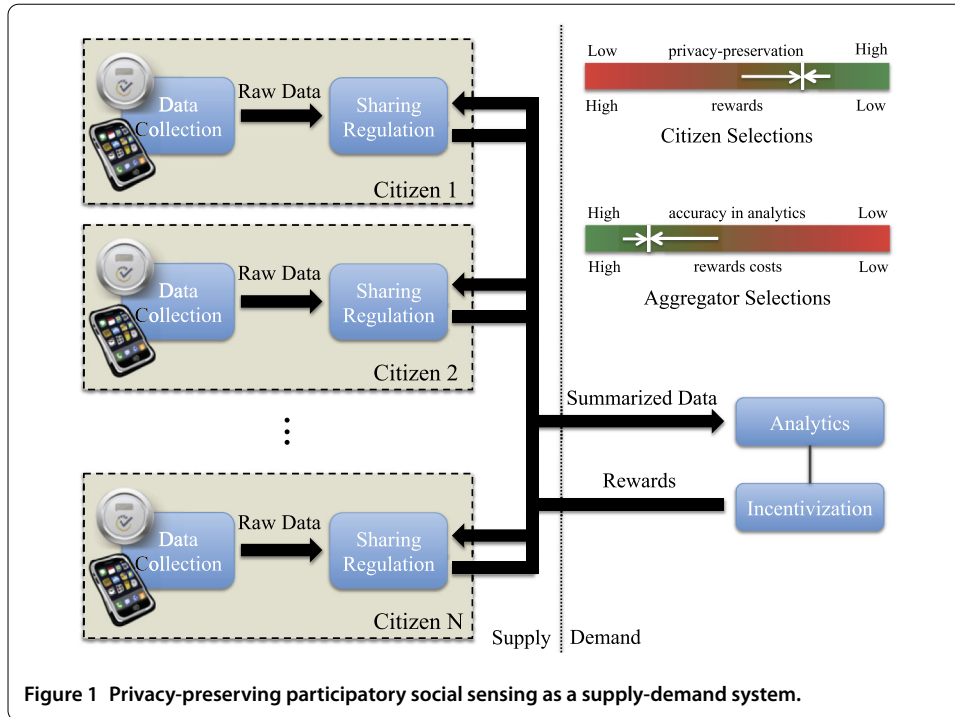 Data
Collection
Raw Data
Sharing
Regulation
Citizen 1
Data
Collection
Raw Data
Sharing
Regulation
Citizen 2
Data
Collection
Raw Data
Sharing
Regulation
Citizen N
Supply
Demand
Low privacy-preservation High
High rewards Low
Citizen Selections
High accuracy in analytics Low
High rewards costs Low
Aggregator Selections
Summarized Data
Analytics
Rewards
Incentivization
Figure 1 Privacy-preserving participatory social sensing as a supply-demand system.